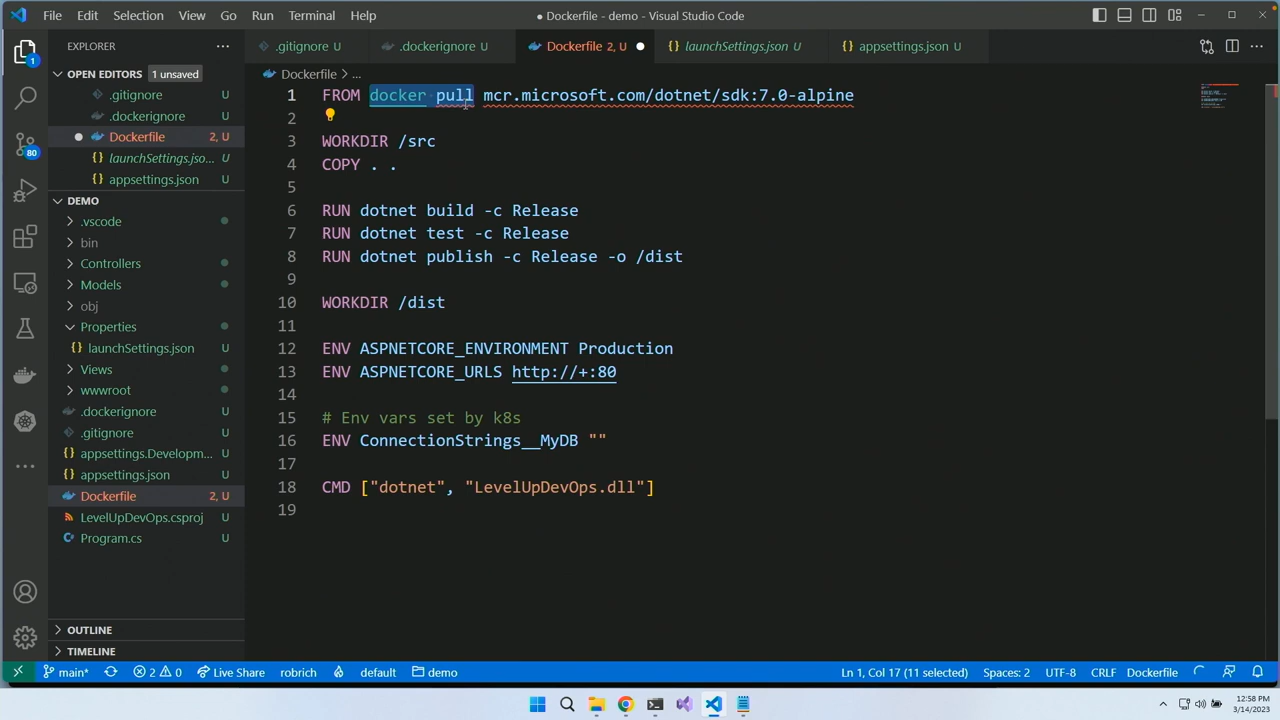 File Edit Selection View Go Run Terminal Help
● Dockerfile - demo - Visual Studio Code
EXPLORER
OPEN EDITORS 1 unsaved
.gitignore U
.dockerignore U
Dockerfile 2, U
launchSettings.jso... U
appsettings.json U
DEMO
.vscode
bin
Controllers
Models
obj
Properties
launchSettings.json U
Views
wwwroot
.dockerignore U
.gitignore U
appsettings.Developm... U
appsettings.json U
Dockerfile 2, U
LevelUpDevOps.csproj U
Program.cs U
OUTLINE
TIMELINE
1
80
.gitignore U
.dockerignore U
Dockerfile 2, U
launchSettings.json U
appsettings.json U
Dockerfile > ...
1 FROM docker pull mcr.microsoft.com/dotnet/sdk:7.0-alpine
2
3 WORKDIR /src
4 COPY . .
5
6 RUN dotnet build -c Release
7 RUN dotnet test -c Release
8 RUN dotnet publish -c Release -o /dist
9
10 WORKDIR /dist
11
12 ENV ASPNETCORE_ENVIRONMENT Production
13 ENV ASPNETCORE_URLS http://+:80
14
15 # Env vars set by k8s
16 ENV ConnectionStrings__MyDB ""
17
18 CMD ["dotnet", "LevelUpDevOps.dll"]
19
main* 2 0 Live Share robrich default demo
Ln 1, Col 17 (11 selected) Spaces: 2 UTF-8 CRLF Dockerfile
12:58 PM
3/14/2023